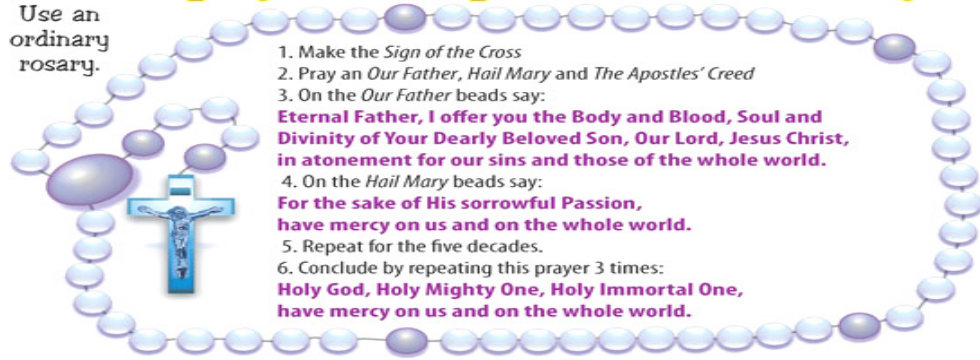 Use an
ordinary
rosary.
1. Make the Sign of the Cross
2. Pray an Our Father, Hail Mary and The Apostles' Creed
3. On the Our Father beads say:
Eternal Father, I offer you the Body and Blood, Soul and
Divinity of Your Dearly Beloved Son, Our Lord, Jesus Christ,
in atonement for our sins and those of the whole world.
4. On the Hail Mary beads say:
For the sake of His sorrowful Passion,
have mercy on us and on the whole world.
5. Repeat for the five decades.
6. Conclude by repeating this prayer 3 times:
Holy God, Holy Mighty One, Holy Immortal One,
have mercy on us and on the whole world.